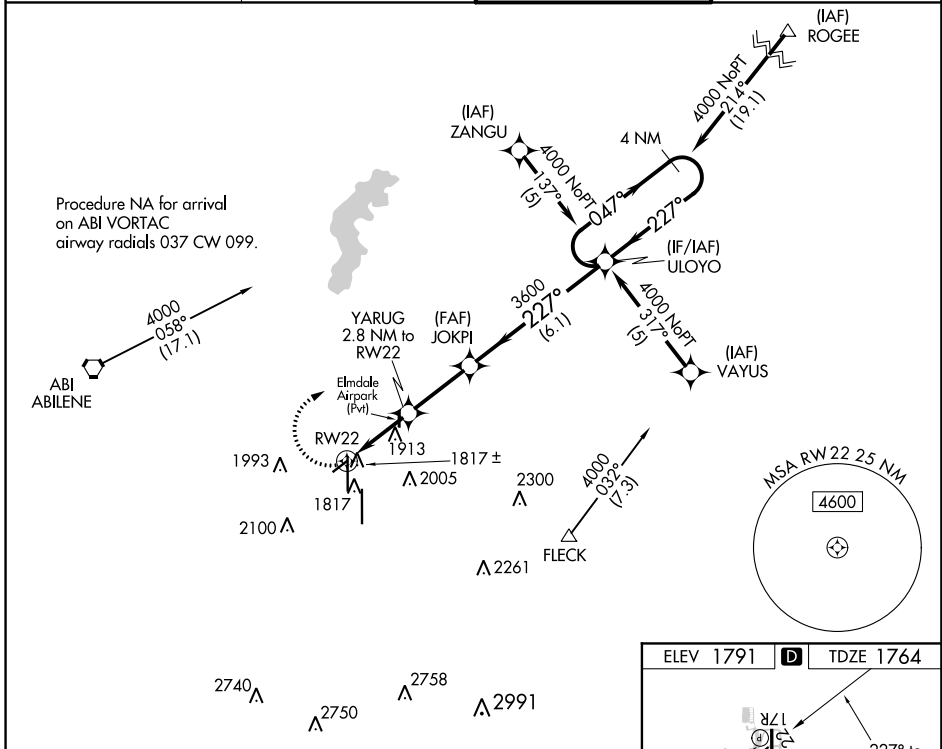 (IAF)
ROGEE
4000 NoPT
214°
(19.1)
(IAF)
ZANGU
4 NM
4000 NoPT
137°
(5)
047°
227°
Procedure NA for arrival
on ABI VORTAC
airway radials 037 CW 099.
(IF/IAF)
ULOYO
3600
227°
(6.1)
4000 NoPT
317°
(5)
4000
058°
(17.1)
YARUG
2.8 NM to
RW22
(FAF)
JOKPI
(IAF)
VAYUS
ABI
ABILENE
Elmdale
Airpark
(Pvt)
RW22
1913
1993
1817 ±
2005
2300
4000
032°
(7.3)
MSA RW 22 25 NM
4600
1817
2100
FLECK
2261
ELEV 1791 D TDZE 1764
2740
2758
2991
2750
17R
22
P